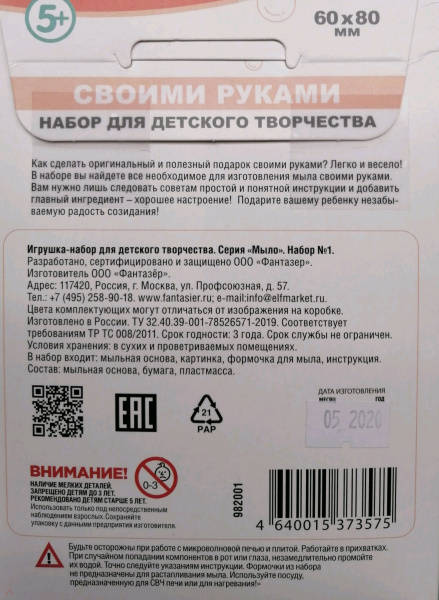 5+
60х80
ММ
СВОИМИ РУКАМИ
НАБОР ДЛЯ ДЕТСКОГО ТВОРЧЕСТВА
Как сделать оригинальный и полезный подарок своими руками? Легко и весело!
В наборе вы найдете все необходимое для изготовления мыла своими руками.
Вам нужно лишь следовать советам простой и понятной инструкции и добавить
главный ингредиент – хорошее настроение! Подарите вашему ребенку незабы-
ваемую радость созидания!
Игрушка-набор для детского творчества. Серия «Мыло». Набор №1.
Разработано, сертифицировано и защищено ООО «Фантазер».
Изготовитель ООО «Фантазёр».
Адрес: 117420, Россия, г. Москва, ул. Профсоюзная, д. 57.
Тел.: +7 (495) 258-90-18. www.fantasier.ru; e-mail:info@elfmarket.ru.
Цвета комплектующих могут отличаться от изображения на коробке.
Изготовлено в России. ТУ 32.40.39-001-78526571-2019. Соответствует
требованиям ТР ТС 008/2011. Срок годности: 3 года. Срок службы не ограничен.
Условия хранения: в сухих и проветриваемых помещениях.
В набор входит: мыльная основа, картинка, формочка для мыла, инструкция.
Состав: мыльная основа, бумага, пластмасса.
ДАТА ИЗГОТОВЛЕНИЯ
МЕСЯЦ ГОД
05 2020
EAC
21
PAP
ВНИМАНИЕ!
НАЛИЧИЕ МЕЛКИХ ДЕТАЛЕЙ.
ЗАПРЕЩЕНО ДЕТЯМ ДО 3 ЛЕТ.
РЕКОМЕНДОВАНО ДЕТЯМ СТАРШЕ 5 ЛЕТ.
Использовать только под непосредственным
наблюдением взрослых. Сохраняйте
упаковку с данными предприятия изготовителя.
0-3
982001
4 640015 373575
Будьте осторожны при работе с микроволновой печью и плитой. Работайте в прихватках.
При случайном попадании компонентов в рот или глаза, незамедлительно промойте
их водой. Точно следуйте указаниям инструкции. Формочки из набора
не предназначены для растапливания мыла. Используйте посуду,
предназначенную для СВЧ печи или для нагревания!»